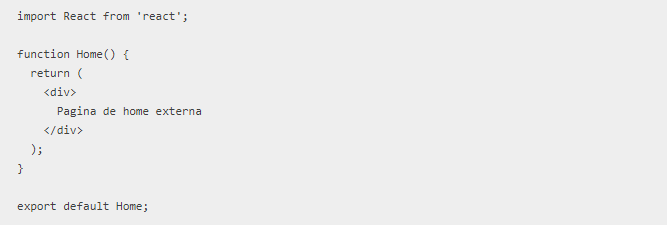 import React from 'react';
function Home() {
  return (
    <div>
      Pagina de home externa
    </div>
  );
}
export default Home;